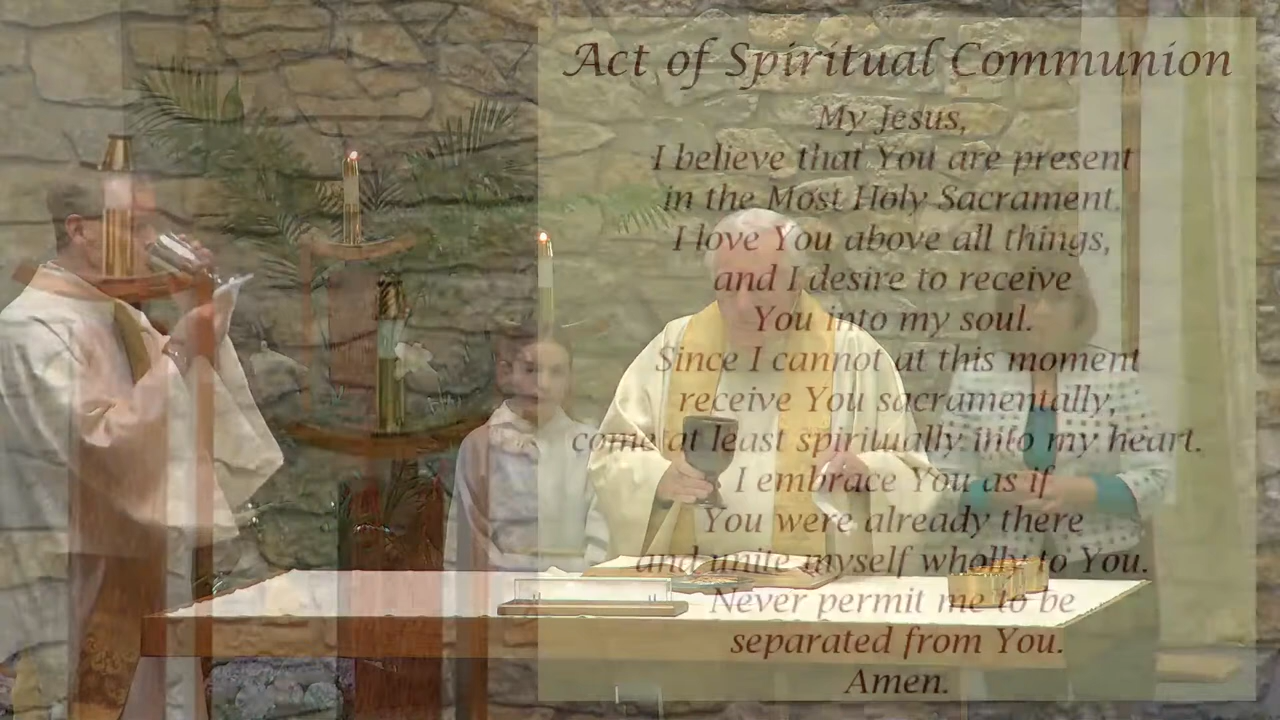 Act of Spiritual Communion
My Jesus,
I believe that You are present
in the Most Holy Sacrament.
I love You above all things,
and I desire to receive
You into my soul.
Since I cannot at this moment
receive You sacramentally,
come at least spiritually into my heart.
I embrace You as if
You were already there
and unite myself wholly to You.
Never permit me to be
separated from You.
Amen.